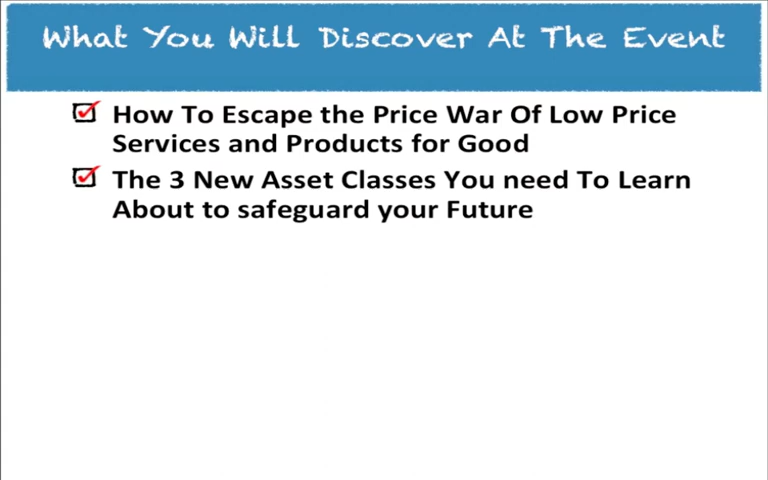 What You Will Discover At The Event
How To Escape the Price War Of Low Price
Services and Products for Good
The 3 New Asset Classes You need To Learn
About to safeguard your Future